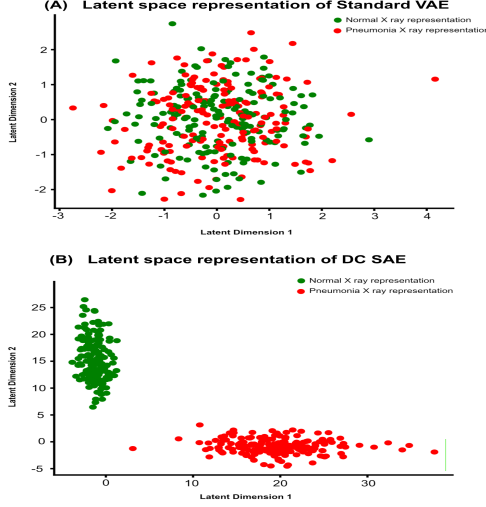 (A) Latent space representation of Standard VAE
Normal X ray representation
Pneumonia X ray representation
Latent Dimension 2
2
1
0
-1
-2
-3 -2 -1 0 1 2 3 4
Latent Dimension 1
(B) Latent space representation of DC SAE
Normal X ray representation
Pneumonia X ray representation
Latent Dimension 2
25
20
15
10
5
0
-5
0 10 20 30
Latent Dimension 1